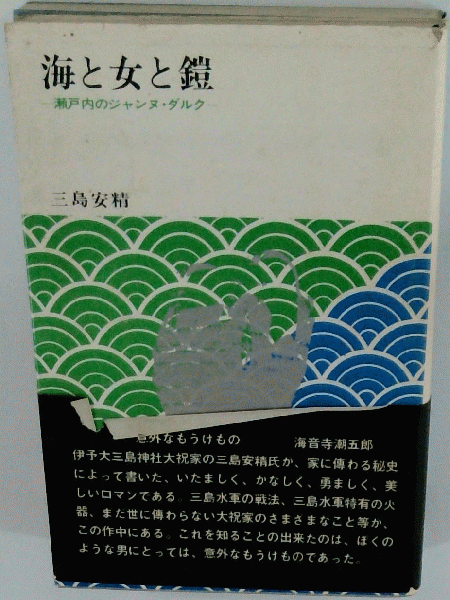 海と女と鎧
瀬戸内のジャンヌ・ダルク
三島安精
意外なもうけもの 海音寺潮五郎
伊予大三島神社大祝家の三島安精氏が、家に伝わる秘史
によって書いた、いたましく、かなしく、勇ましく、美
しいロマンである。三島水軍の戦法、三島水軍特有の火
器、まだ世に伝わらない大祝家のさまざまなこと等が、
この作中にある。これを知ることの出来たのは、ぼくの
ような男にとっては、意外なもうけものであった。